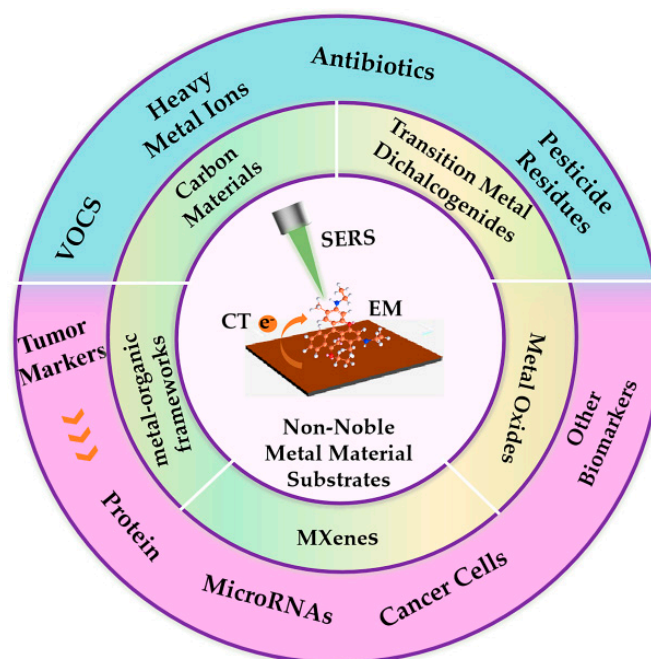 Antibiotics
Heavy
Metal Ions
Pesticide
Residues
VOCS
Carbon
Materials
Transition Metal
Dichalcogenides
SERS
CT
e-
EM
Non-Noble
Metal Material
Substrates
metal-organic
frameworks
Metal Oxides
MXenes
Tumor
Markers
Protein
MicroRNAs
Cancer Cells
Other
Biomarkers